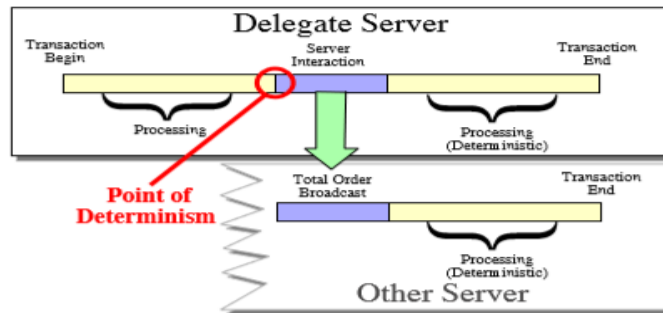 Delegate Server
Transaction
Begin
Server
Interaction
Transaction
End
Processing
Processing
(Deterministic)
Point of
Determinism
Total Order
Broadcast
Transaction
End
Processing
(Deterministic)
Other Server